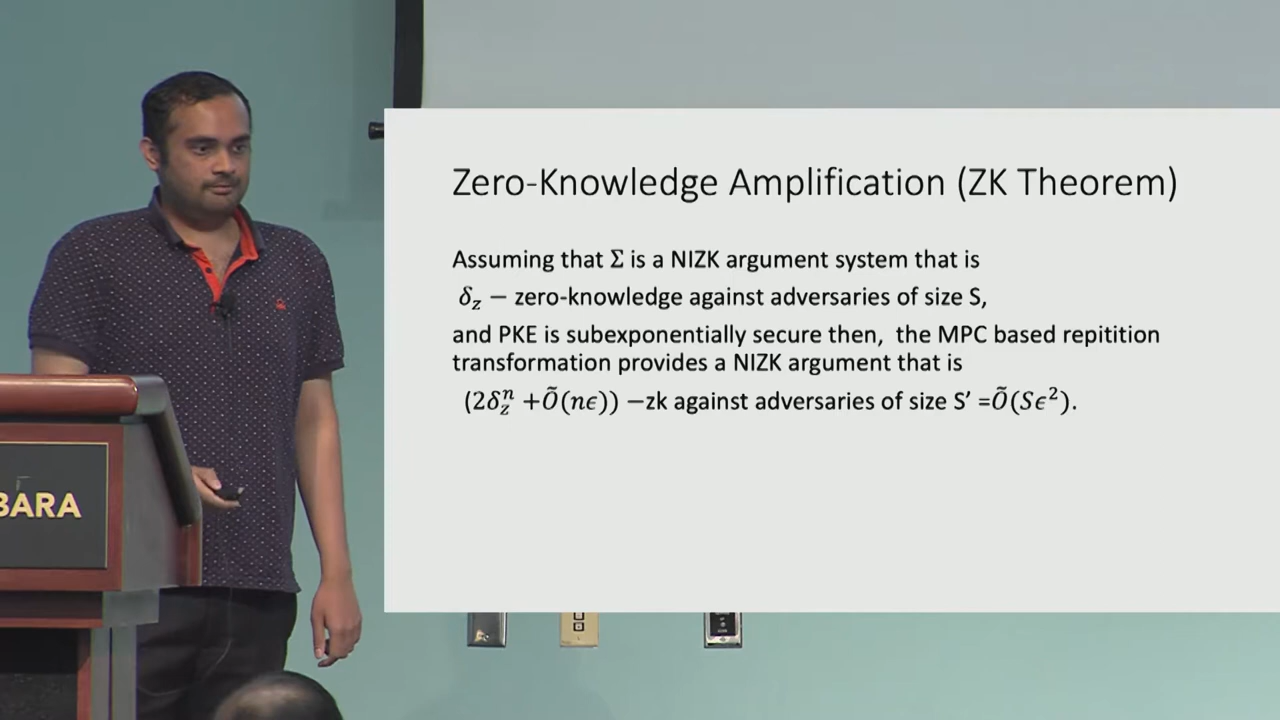 Zero-Knowledge Amplification (ZK Theorem)
Assuming that Σ is a NIZK argument system that is
δ_z − zero-knowledge against adversaries of size S,
and PKE is subexponentially secure then, the MPC based repitition
transformation provides a NIZK argument that is
(2δ_z^n +Õ(nϵ)) −zk against adversaries of size S' =Õ(Sϵ²).
BARA